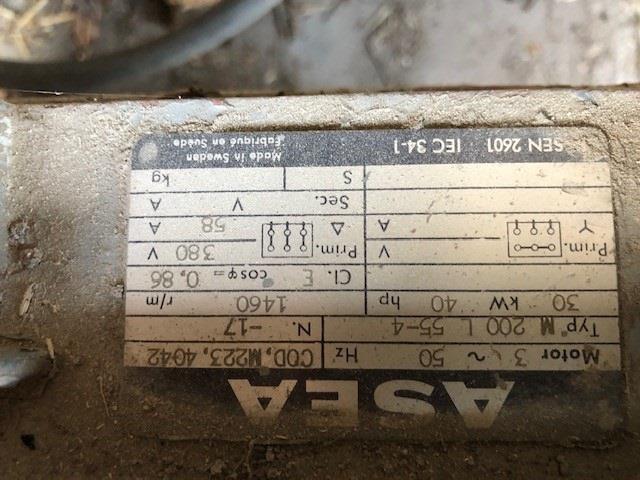 ASEA
Motor 3 ~ 50 Hz COD, M223, 4042
Typ M 200 L 55-4 N. -17
30 kW 40 hp 1460 r/m
Cl. E cosφ= 0,86
Prim. V Prim. 380 V
Y A Δ 58 A
Sec. V A
S kg
SEN 2601 IEC 34-1 Made in Sweden
Fabriqué en Suède